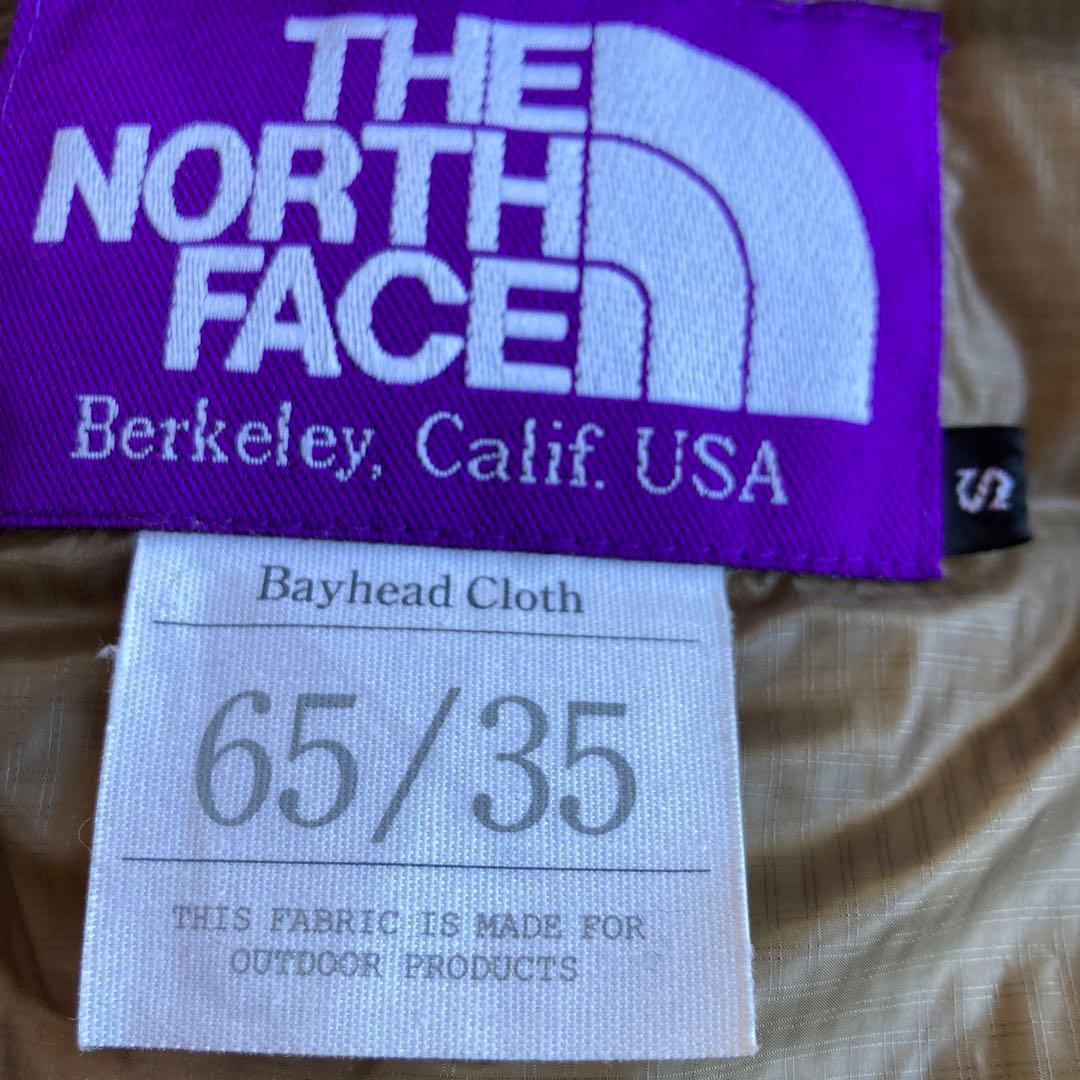 THE
NORTH
FACE
Berkeley, Calif. USA
S
Bayhead Cloth
65/35
THIS FABRIC IS MADE FOR
OUTDOOR PRODUCTS